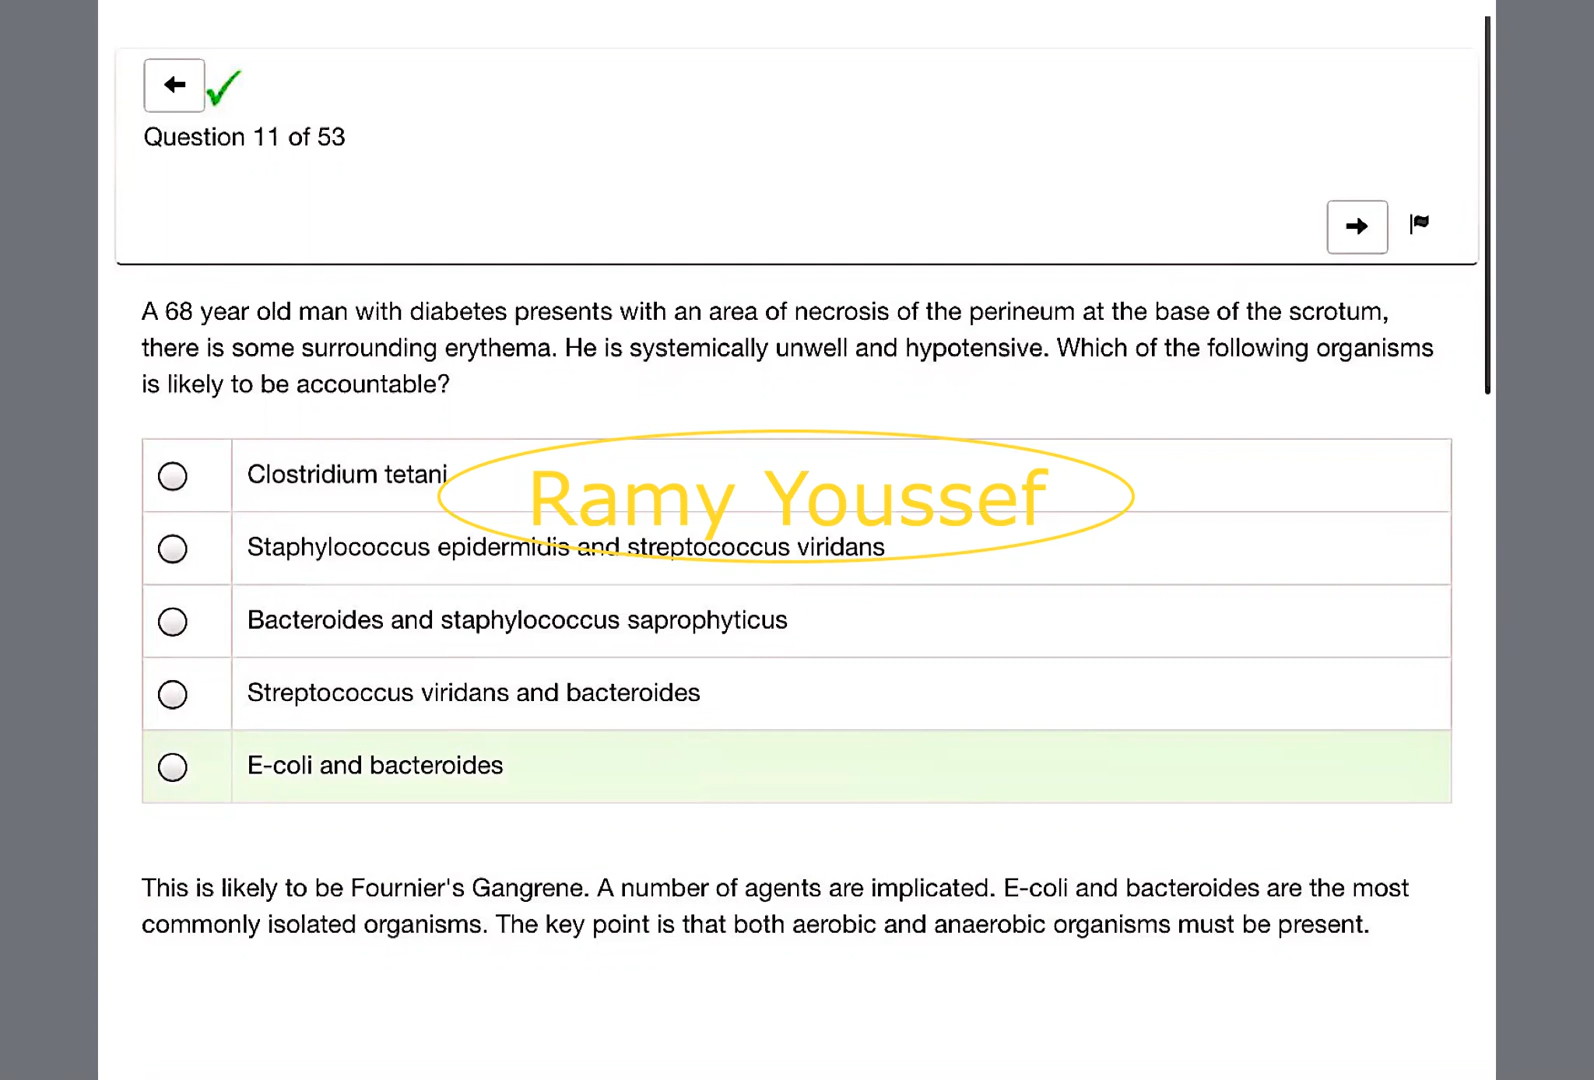 Question 11 of 53
A 68 year old man with diabetes presents with an area of necrosis of the perineum at the base of the scrotum,
there is some surrounding erythema. He is systemically unwell and hypotensive. Which of the following organisms
is likely to be accountable?
Clostridium tetani
Ramy Youssef
Staphylococcus epidermidis and streptococcus viridans
Bacteroides and staphylococcus saprophyticus
Streptococcus viridans and bacteroides
E-coli and bacteroides
This is likely to be Fournier's Gangrene. A number of agents are implicated. E-coli and bacteroides are the most
commonly isolated organisms. The key point is that both aerobic and anaerobic organisms must be present.